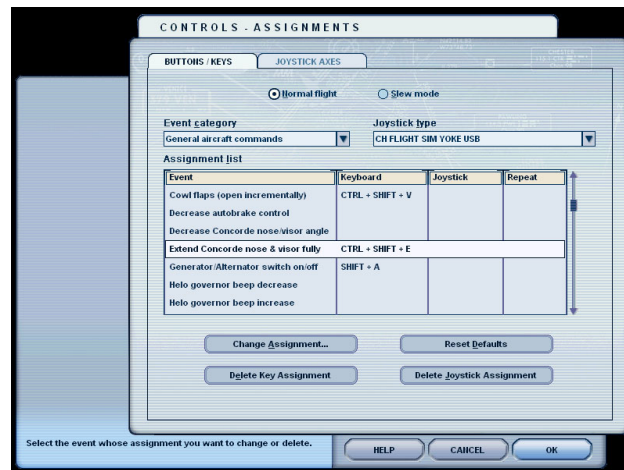 CONTROLS - ASSIGNMENTS
BUTTONS / KEYS JOYSTICK AXES
Normal flight Slew mode
Event category Joystick type
General aircraft commands CH FLIGHT SIM YOKE USB
Assignment list
Event Keyboard Joystick Repeat
Cowl flaps (open incrementally) CTRL + SHIFT + V
Decrease autobrake control
Decrease Concorde nose/visor angle
Extend Concorde nose & visor fully CTRL + SHIFT + E
Generator/Alternator switch on/off SHIFT + A
Helo governor beep decrease
Helo governor beep increase
Change Assignment... Reset Defaults
Delete Key Assignment Delete Joystick Assignment
Select the event whose assignment you want to change or delete.
HELP CANCEL OK